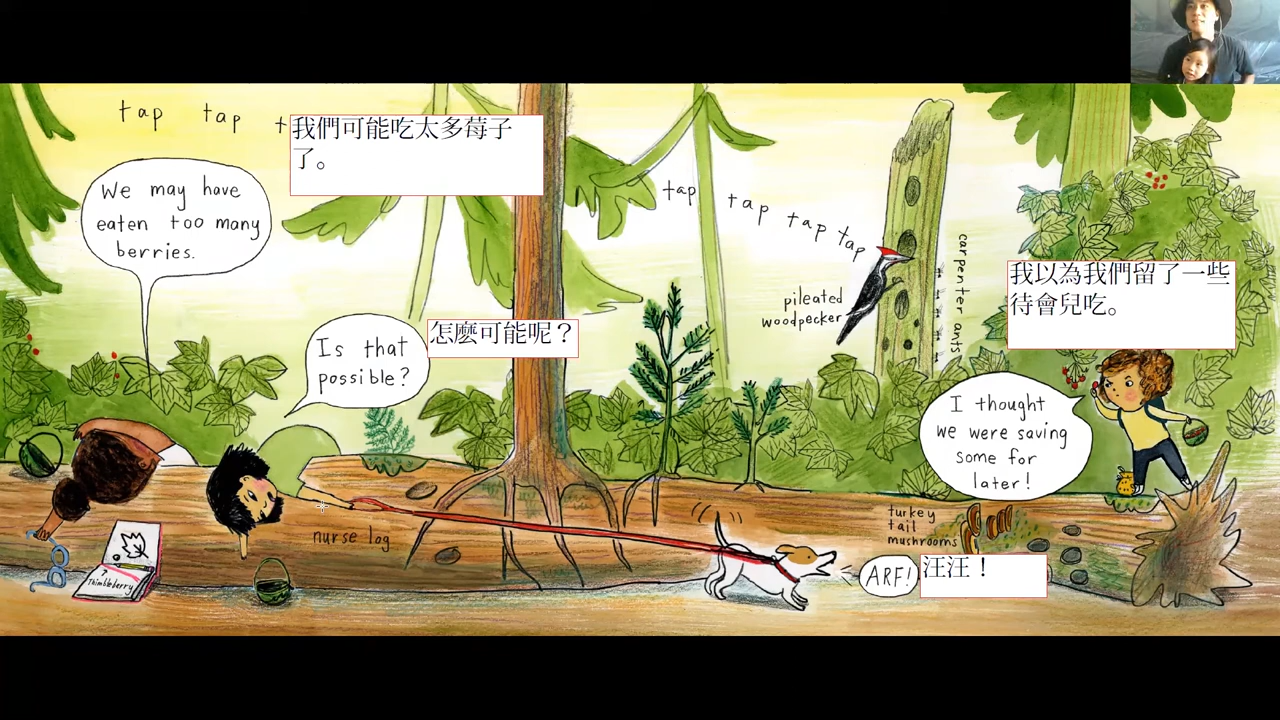 tap tap t
我們可能吃太多莓子
了。
We may have
eaten too many
berries.
tap tap tap tap
怎麼可能呢？
Is that
possible?
pileated
woodpecker
carpenter ants
我以為我們留了一些
待會兒吃。
I thought
we were saving
some for
later!
nurse log
turkey
tail
mushrooms
ARF!
汪汪！
Thimbleberry